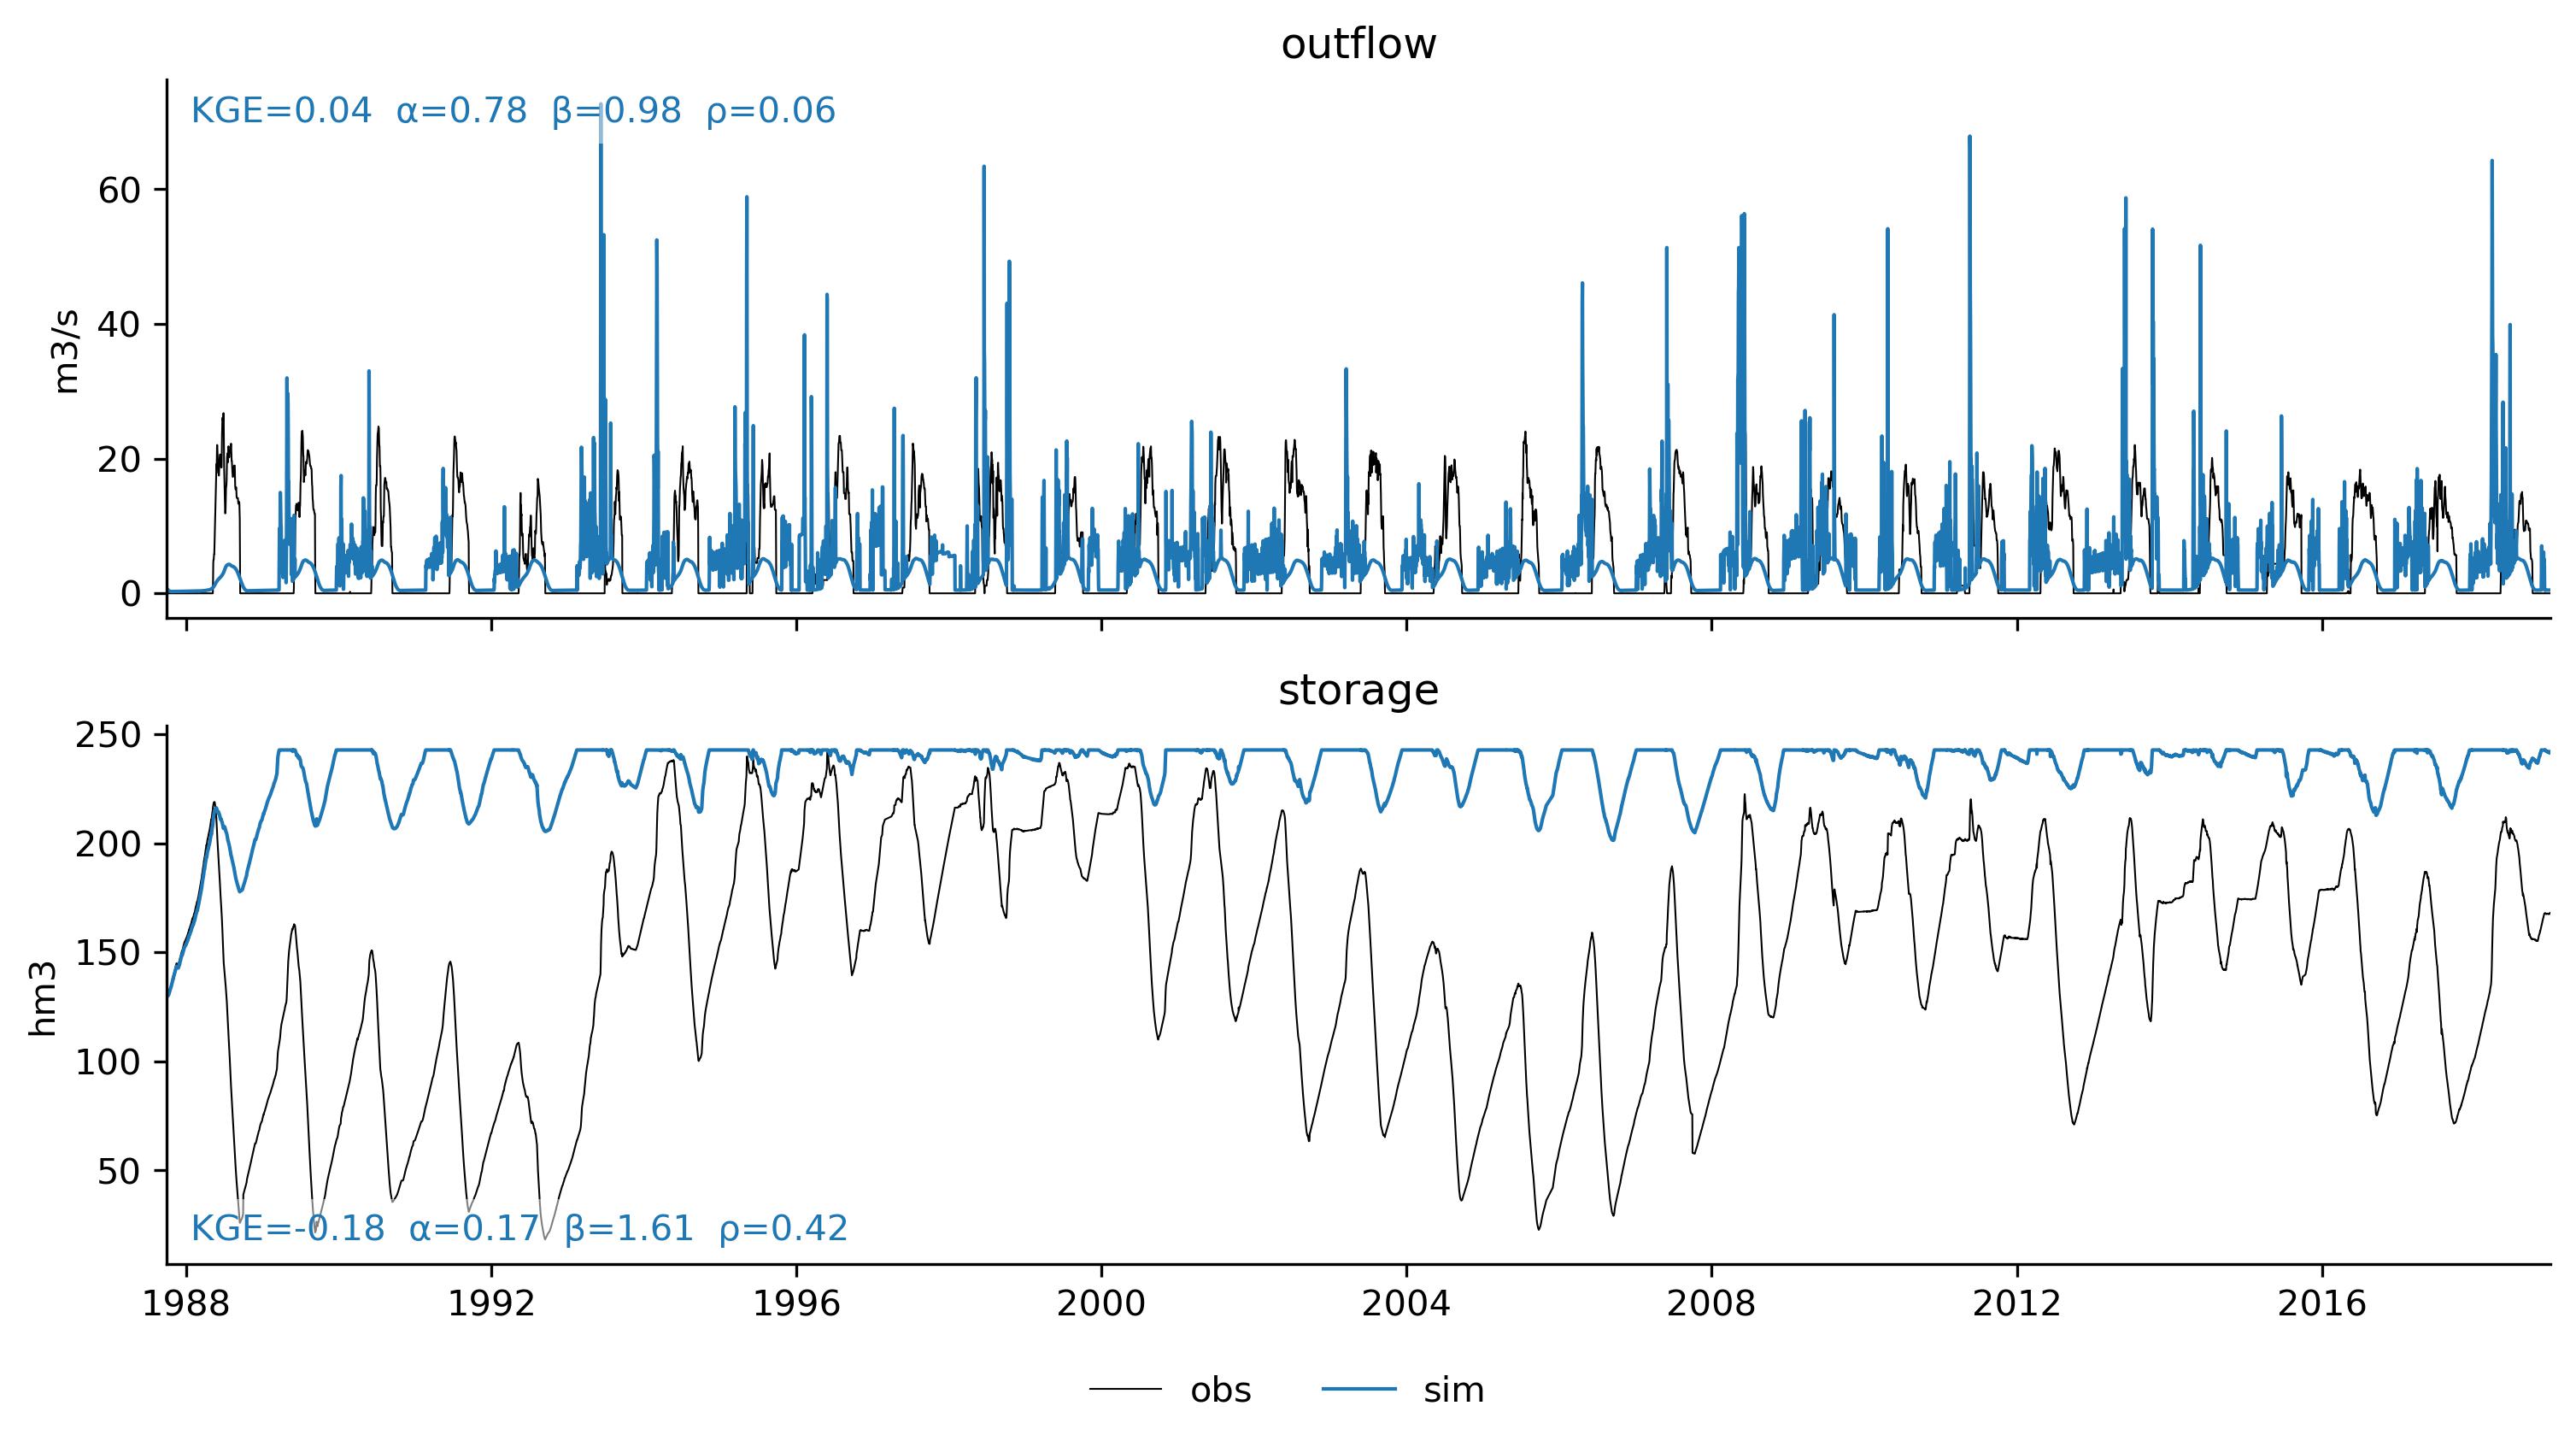 outflow
KGE=0.04 α=0.78 β=0.98 ρ=0.06
m3/s
60
40
20
0
storage
hm3
250
200
150
100
50
KGE=-0.18 α=0.17 β=1.61 ρ=0.42
1988 1992 1996 2000 2004 2008 2012 2016
obs sim